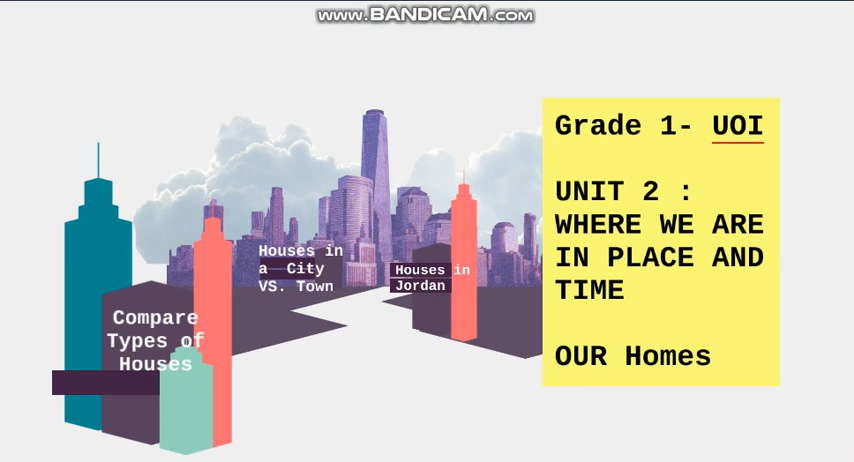 www.BANDICAM.com
Grade 1- UOI
UNIT 2 :
WHERE WE ARE
IN PLACE AND
TIME
OUR Homes
Houses in
a City
VS. Town
Houses in
Jordan
Compare
Types of
Houses